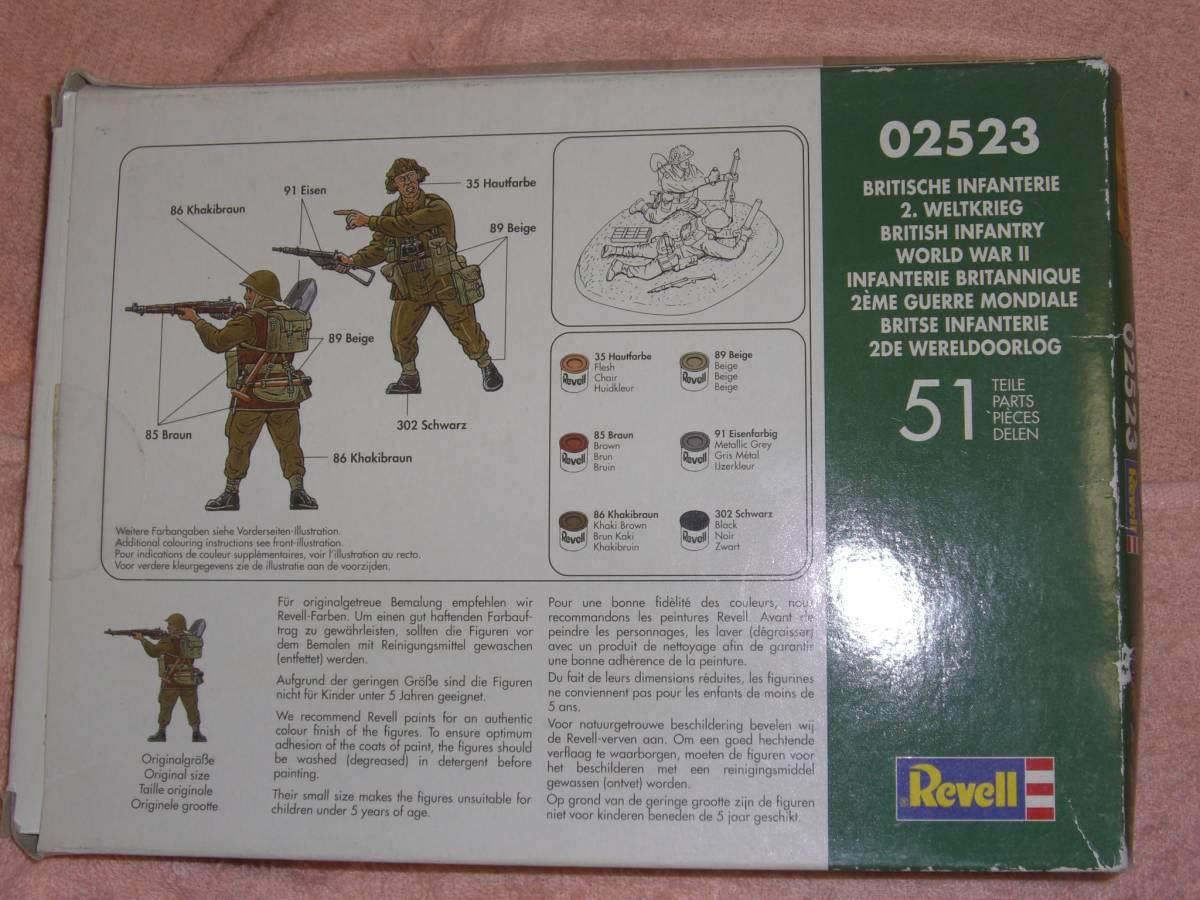 91 Eisen
35 Hautfarbe
86 Khakibraun
89 Beige
89 Beige
85 Braun
302 Schwarz
86 Khakibraun
Weitere Farbangaben siehe Vorderseiten-Illustration.
Additional colouring instructions see front-illustration.
Pour indications de couleur supplémentaires, voir l'illustration au recto.
Voor verdere kleurgegevens zie de illustratie aan de voorzijden.
35 Hautfarbe
Flesh
Chair
Huidkleur
Revell
89 Beige
Beige
Beige
Beige
Revell
85 Braun
Brown
Brun
Bruin
Revell
91 Eisenfarbig
Metallic Grey
Gris Métal
IJzerkleur
Revell
86 Khakibraun
Khaki Brown
Brun Kaki
Khakibruin
Revell
302 Schwarz
Black
Noir
Zwart
Revell
Originalgröße
Original size
Taille originale
Originele grootte
Für originalgetreue Bemalung empfehlen wir
Revell-Farben. Um einen gut haftenden Farbauf-
trag zu gewährleisten, sollten die Figuren vor
dem Bemalen mit Reinigungsmittel gewaschen
(entfettet) werden.
Aufgrund der geringen Größe sind die Figuren
nicht für Kinder unter 5 Jahren geeignet.
We recommend Revell paints for an authentic
colour finish of the figures. To ensure optimum
adhesion of the coats of paint, the figures should
be washed (degreased) in detergent before
painting.
Their small size makes the figures unsuitable for
children under 5 years of age.
Pour une bonne fidélité des couleurs, nous
recommandons les peintures Revell. Avant de
peindre les personnages, les laver (dégraisser)
avec un produit de nettoyage afin de garantir
une bonne adhérence de la peinture.
Du fait de leurs dimensions réduites, les figurines
ne conviennent pas pour les enfants de moins de
5 ans.
Voor natuurgetrouwe beschildering bevelen wij
de Revell-verven aan. Om een goed hechtende
verflaag te waarborgen, moeten de figuren voor
het beschilderen met een reinigingsmiddel
gewassen (ontvet) worden.
Op grond van de geringe grootte zijn de figuren
niet voor kinderen beneden de 5 jaar geschikt.
02523
BRITISCHE INFANTERIE
2. WELTKRIEG
BRITISH INFANTRY
WORLD WAR II
INFANTERIE BRITANNIQUE
2ÈME GUERRE MONDIALE
BRITSE INFANTERIE
2DE WERELDOORLOG
51
TEILE
PARTS
PIÈCES
DELEN
®Revell
02523
Revell